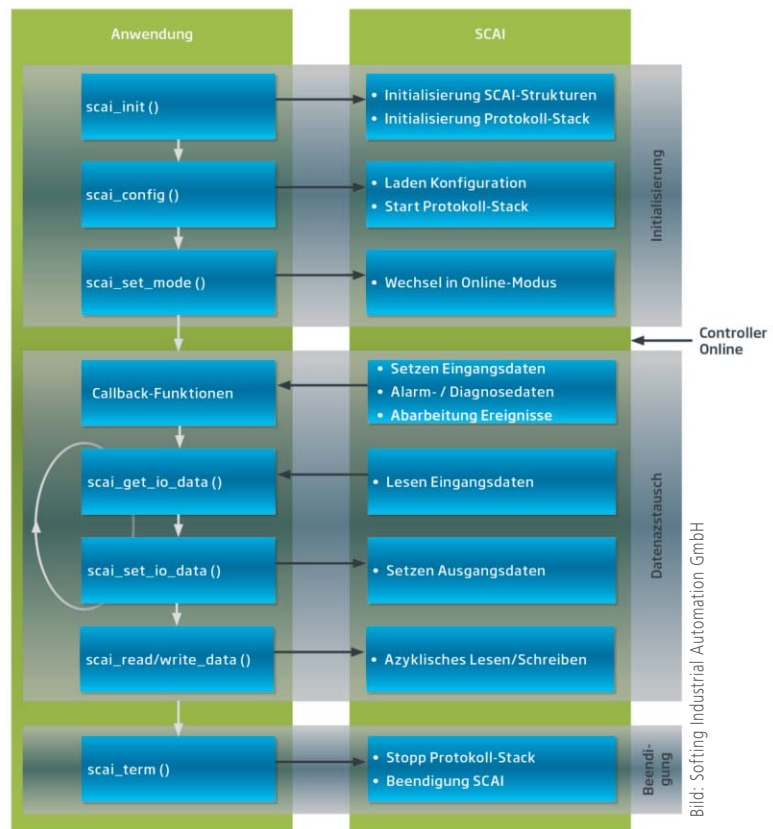 Anwendung
SCAI
scai_init ()
• Initialisierung SCAI-Strukturen
• Initialisierung Protokoll-Stack
scai_config ()
• Laden Konfiguration
• Start Protokoll-Stack
scai_set_mode ()
• Wechsel in Online-Modus
Initialisierung
Controller
Online
Callback-Funktionen
• Setzen Eingangsdaten
• Alarm- / Diagnosedaten
• Abarbeitung Ereignisse
scai_get_io_data ()
• Lesen Eingangsdaten
scai_set_io_data ()
• Setzen Ausgangsdaten
scai_read/write_data ()
• Azyklisches Lesen/Schreiben
Datenazstausch
scai_term ()
• Stopp Protokoll-Stack
• Beendigung SCAI
Beendi-
gung
Bild: Softing Industrial Automation GmbH